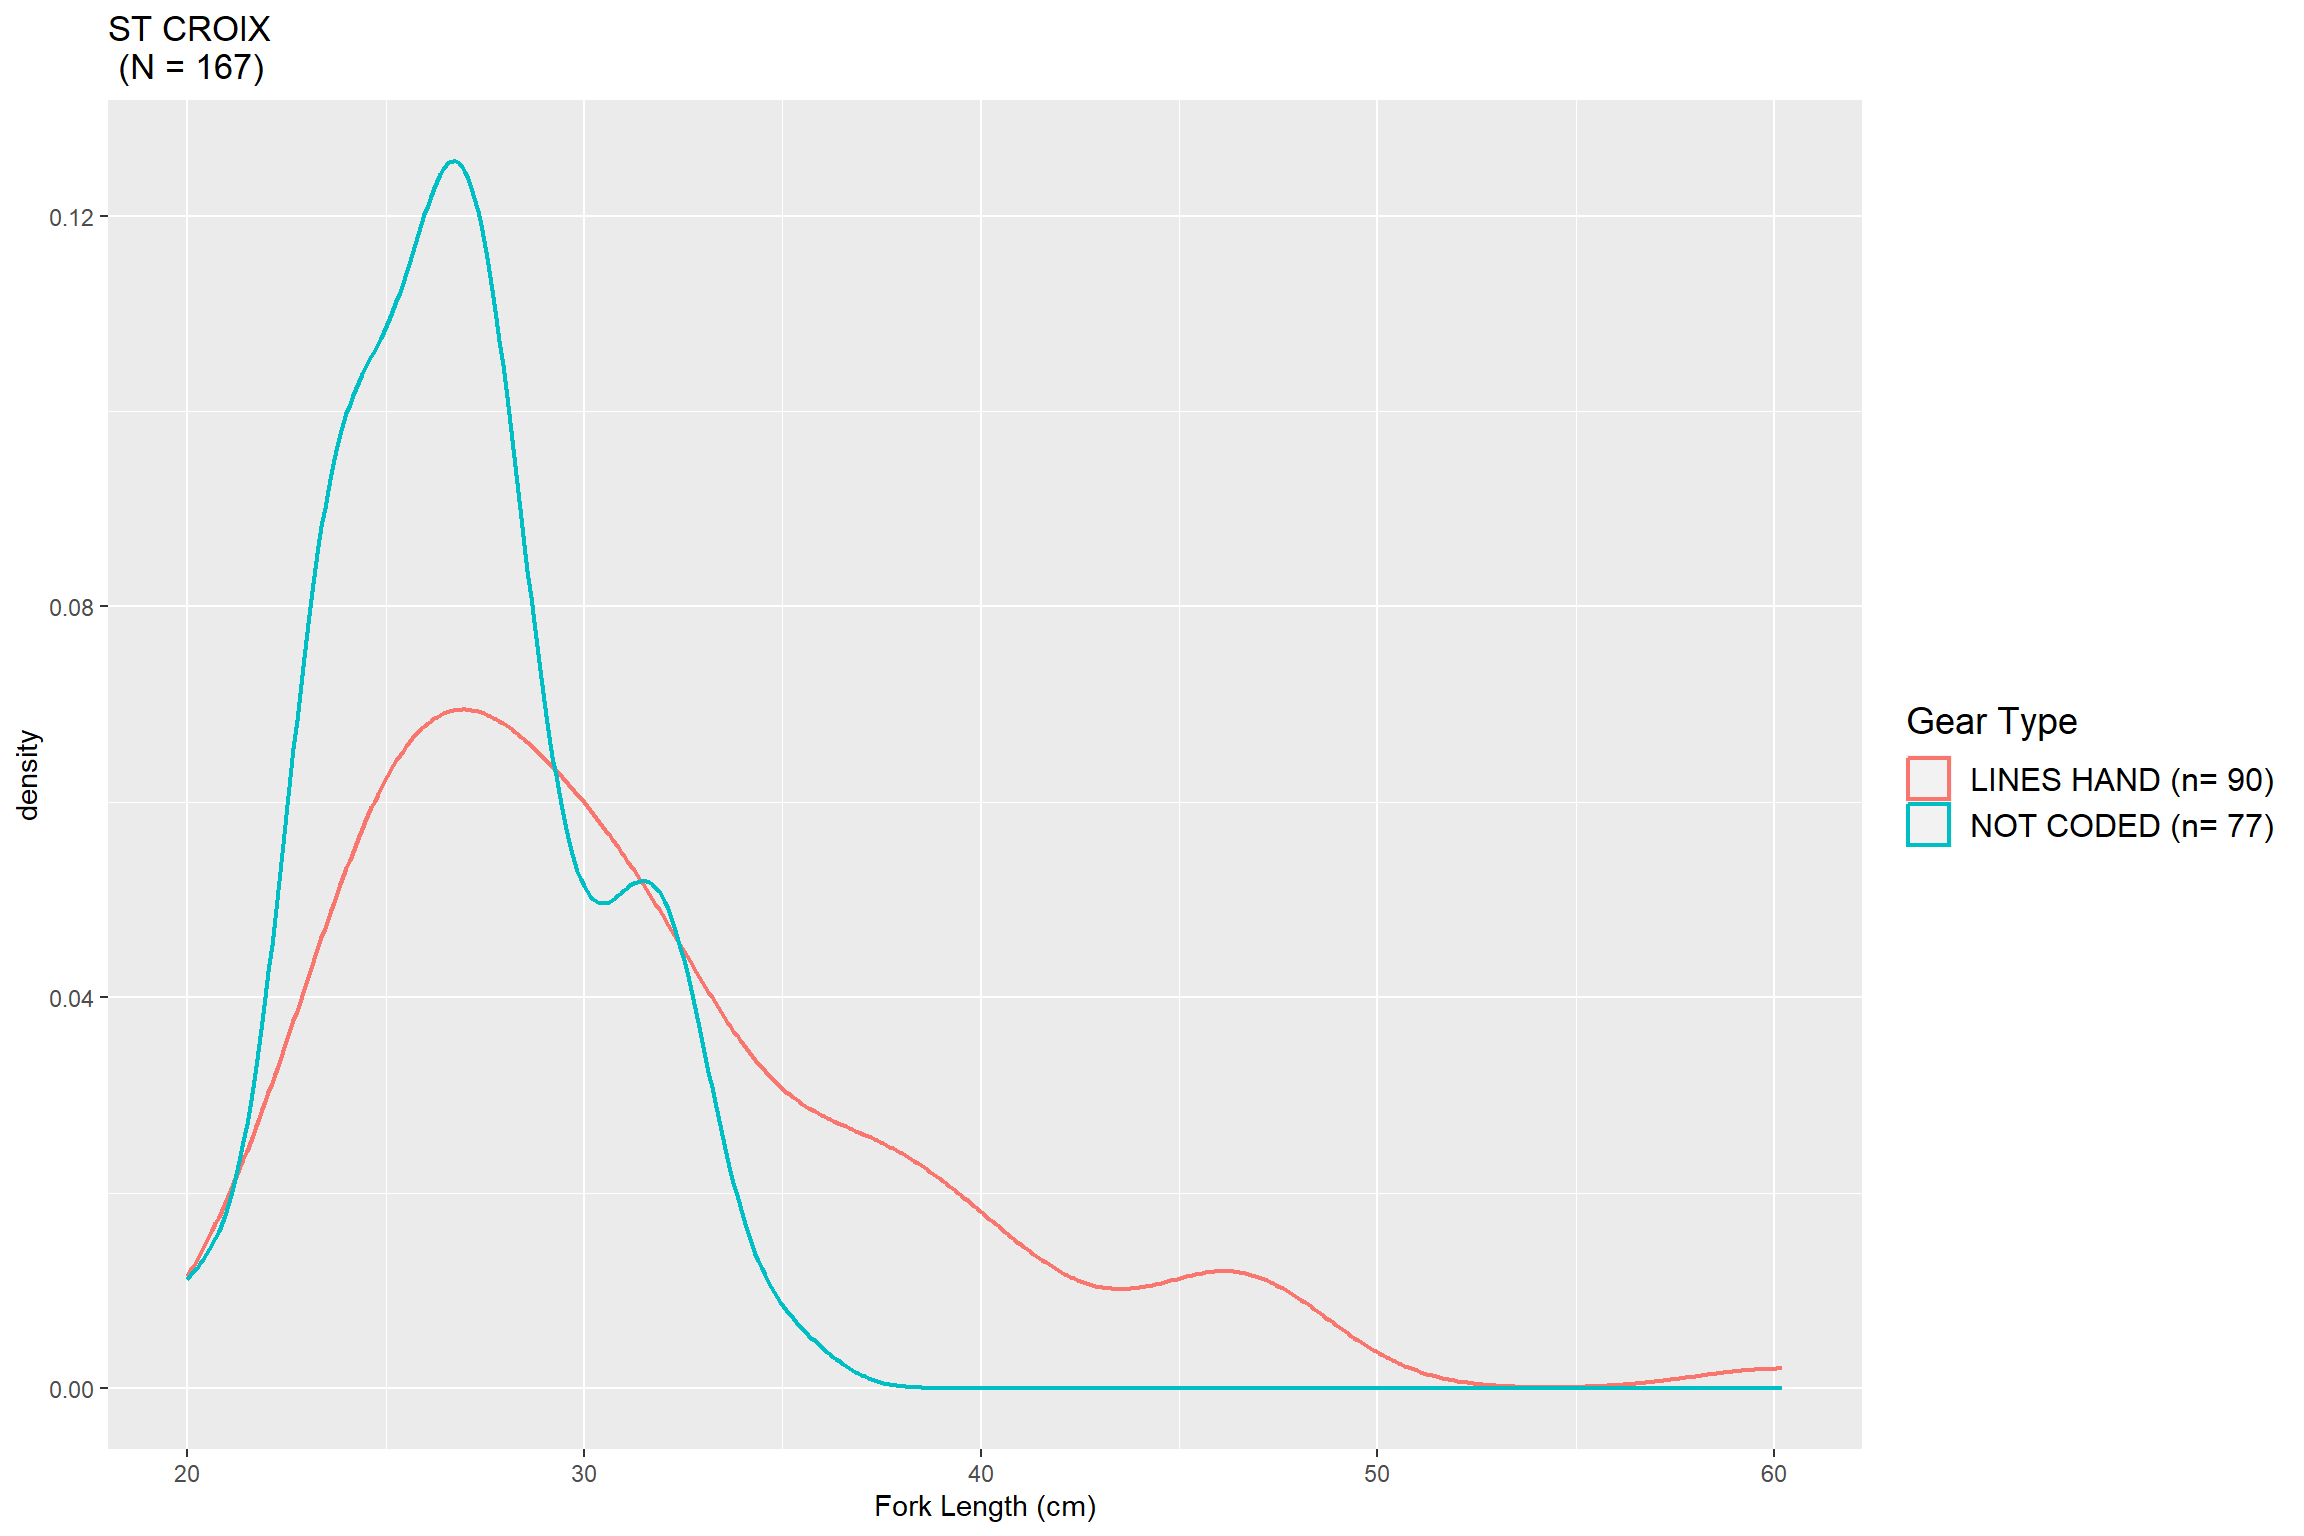 ST CROIX
(N = 167)
0.12
0.08
0.04
0.00
density
20 30 40 50 60
Fork Length (cm)
Gear Type
LINES HAND (n= 90)
NOT CODED (n= 77)